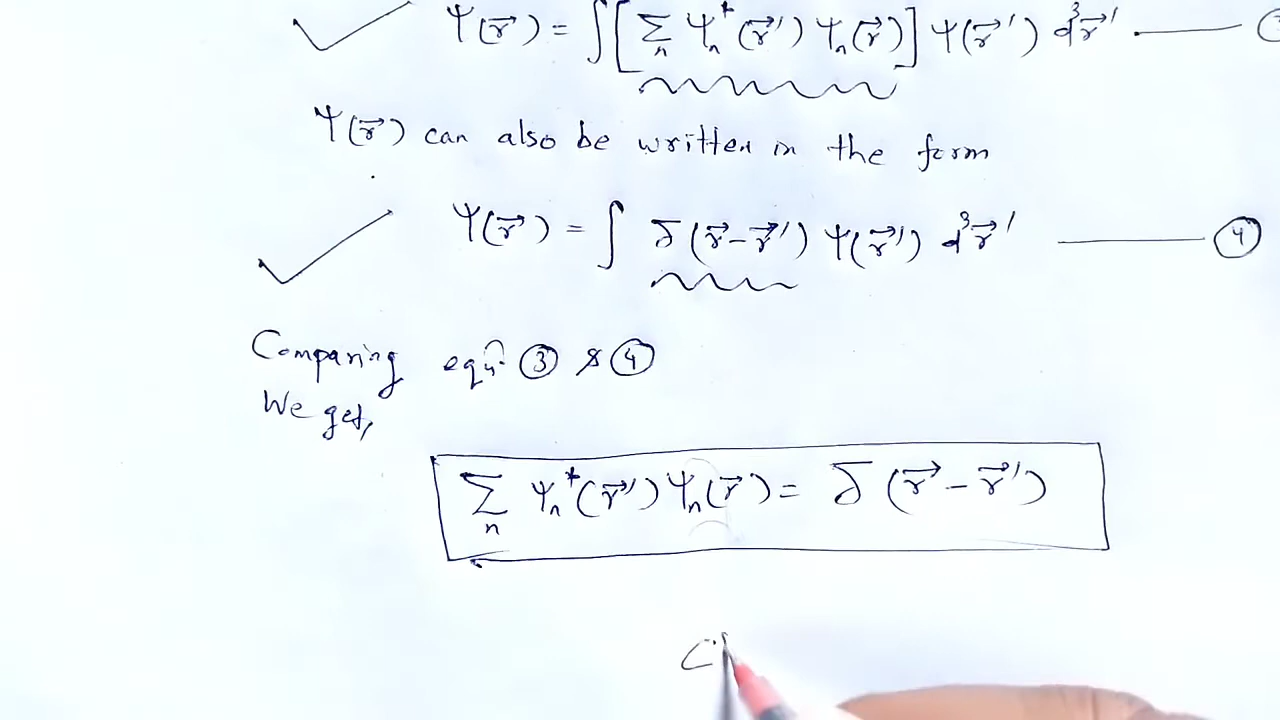 ψ(r⃗) = ∫[Σₙ ψₙ*(r⃗') ψₙ(r⃗)] ψ(r⃗') d³r⃗'
ψ(r⃗) can also be written in the form
ψ(r⃗) = ∫ δ(r⃗-r⃗') ψ(r⃗') d³r⃗' ④
Comparing eqⁿ ③ & ④
We get,
Σₙ ψₙ*(r⃗') ψₙ(r⃗) = δ(r⃗-r⃗')